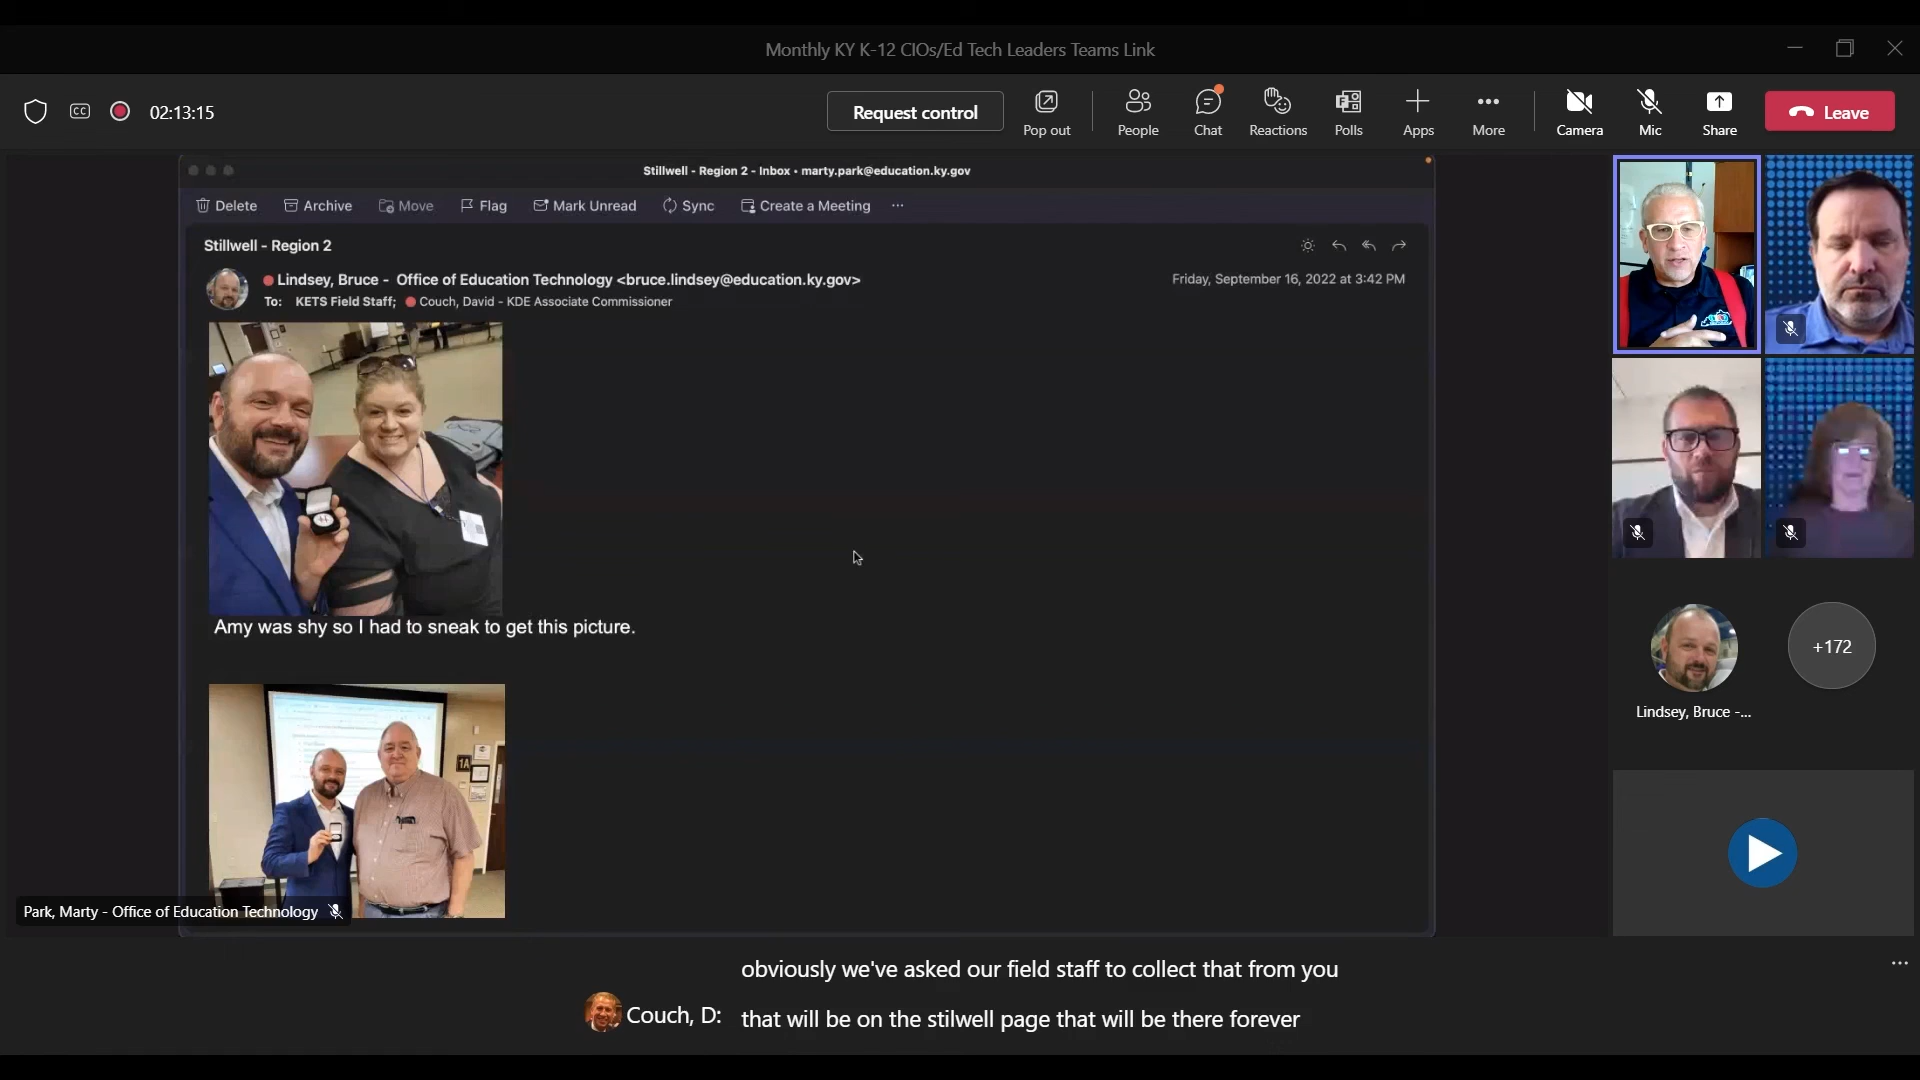 Monthly KY K-12 CIOs/Ed Tech Leaders Teams Link
CC
02:13:15
Request control
Pop out
People
Chat
Reactions
Polls
Apps
More
Camera
Mic
Share
Leave
Stillwell - Region 2 - Inbox • marty.park@education.ky.gov
Delete
Archive
Move
Flag
Mark Unread
Sync
Create a Meeting
Stillwell - Region 2
Lindsey, Bruce - Office of Education Technology <bruce.lindsey@education.ky.gov>
Friday, September 16, 2022 at 3:42 PM
To: KETS Field Staff; Couch, David - KDE Associate Commissioner
Amy was shy so I had to sneak to get this picture.
1A
Park, Marty - Office of Education Technology
+172
Lindsey, Bruce -...
obviously we've asked our field staff to collect that from you
Couch, D: that will be on the stilwell page that will be there forever